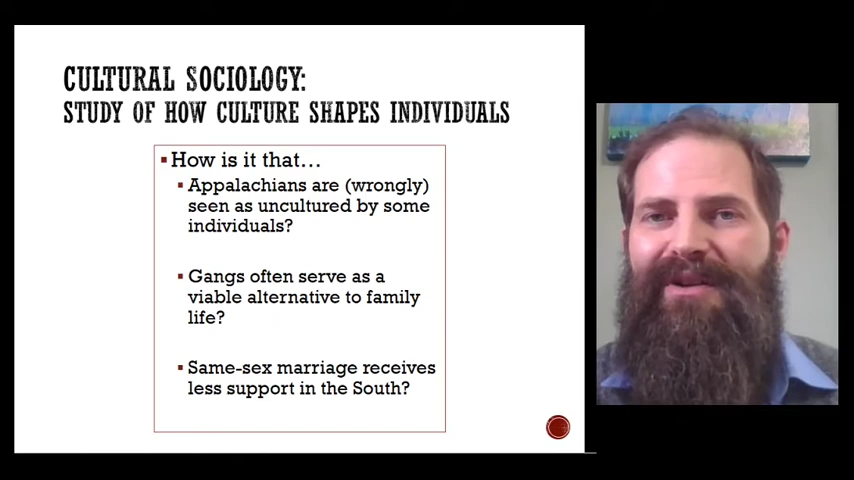 CULTURAL SOCIOLOGY:
STUDY OF HOW CULTURE SHAPES INDIVIDUALS
▪ How is it that…
▪ Appalachians are (wrongly)
seen as uncultured by some
individuals?
▪ Gangs often serve as a
viable alternative to family
life?
▪ Same-sex marriage receives
less support in the South?